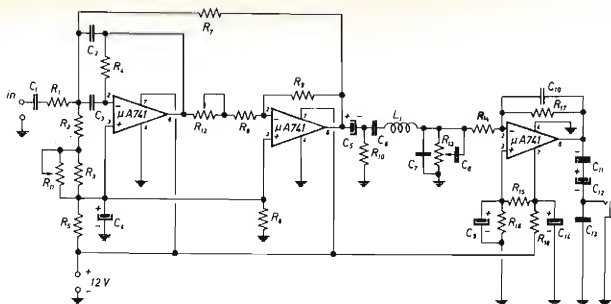 R7
C2
R4
in
C1
R1
C3
2
3
7
4
6
μA741
R12
R8
R9
2
3
7
4
6
μA741
C5
R10
C6
L1
C7
R13
C8
R14
C10
R17
2
3
4
7
6
μA741
C11
C12
C13
R2
R11
R3
R5
C4
R6
C9
R16
R15
R18
C14
12 V